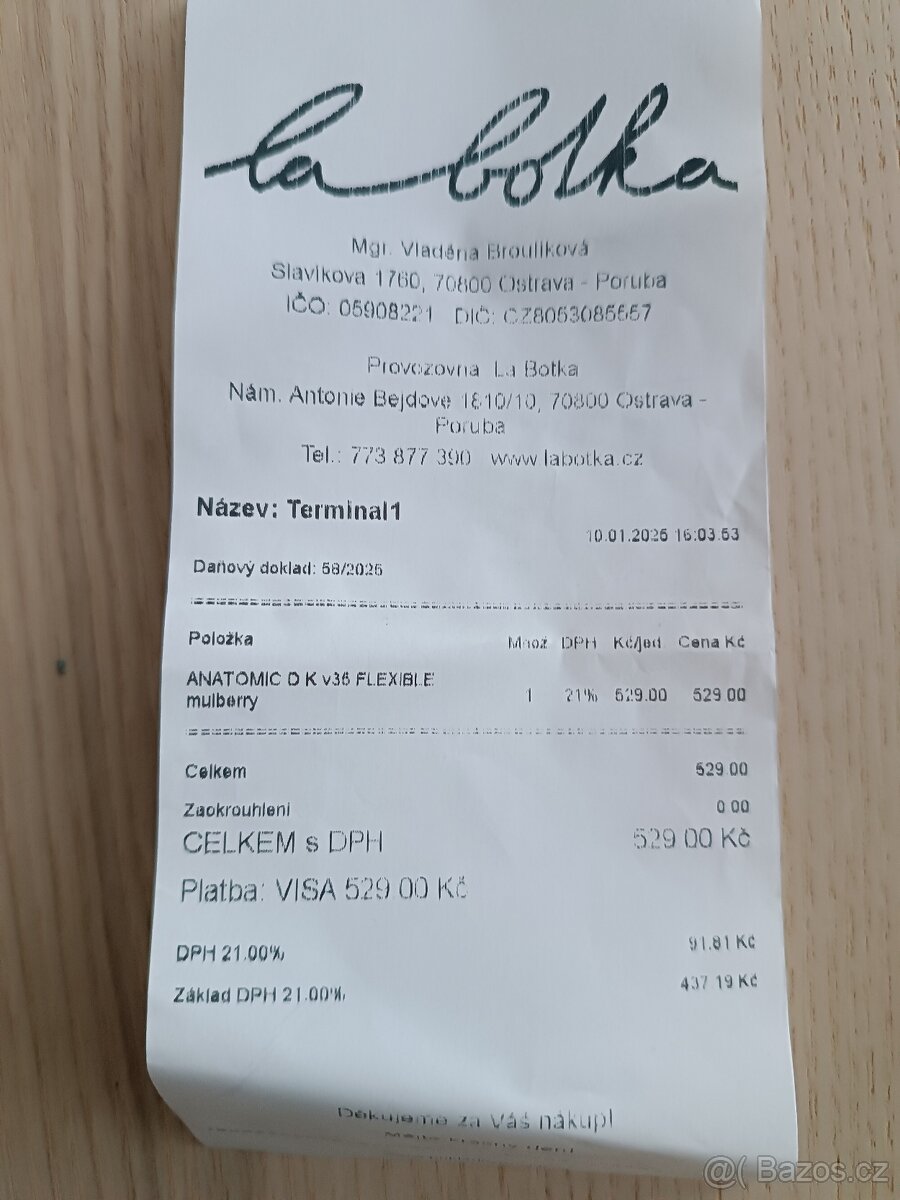 la botka
Mgr. Vladěna Broulíková
Slavíkova 1760, 70800 Ostrava - Poruba
IČO: 05908221 DIČ: CZ8053085557
Provozovna La Botka
Nám. Antonie Bejdove 1810/10, 70800 Ostrava -
Poruba
Tel.: 773 877 390 www.labotka.cz
Název: Terminal1
10.01.2025 16:03:53
Daňový doklad: 58/2025
Položka Množ DPH Kč/jed Cena Kč
ANATOMIC D K v35 FLEXIBLE
mulberry 1 21% 529.00 529.00
Celkem 529.00
Zaokrouhlení 0.00
CELKEM s DPH 529.00 Kč
Platba: VISA 529.00 Kč
DPH 21.00% 91.81 Kč
Základ DPH 21.00% 437.19 Kč
Děkujeme za Váš nákup!
@( Bazos.cz